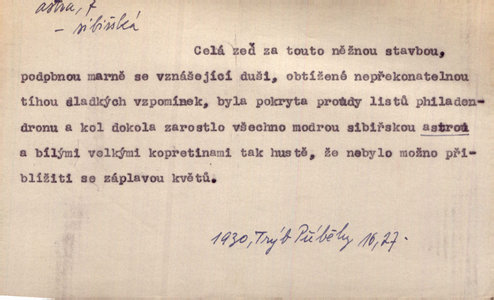 astra, f
– sibiřská
Celá zeď za touto něžnou stavbou,
podpbnou marně se vznášející duši, obtížené nepřekonatelnou
tíhou dladkých vzpomínek, byla pokryta proudy listů philaden-
dronu a kol dokola zarostlo všechno modrou sibiřskou astrou
a bílými velkými kopretinami tak hustě, že nebylo možno při-
blížiti se záplavou květů.
1930, Trýb Příběhy 16, 27-